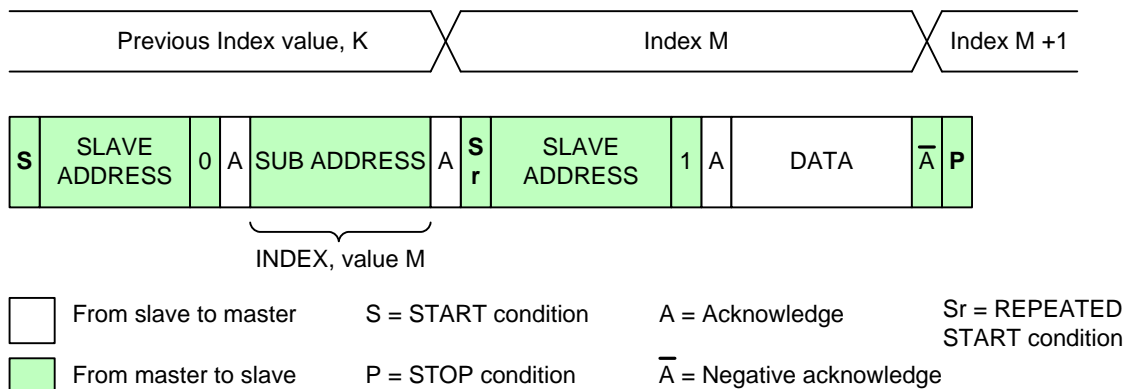 Previous Index value, K
Index M
Index M +1
S
SLAVE
ADDRESS
0
A
SUB ADDRESS
A
S
r
SLAVE
ADDRESS
1
A
DATA
A̅
P
INDEX, value M
From slave to master
S = START condition
A = Acknowledge
Sr = REPEATED
START condition
From master to slave
P = STOP condition
A̅ = Negative acknowledge